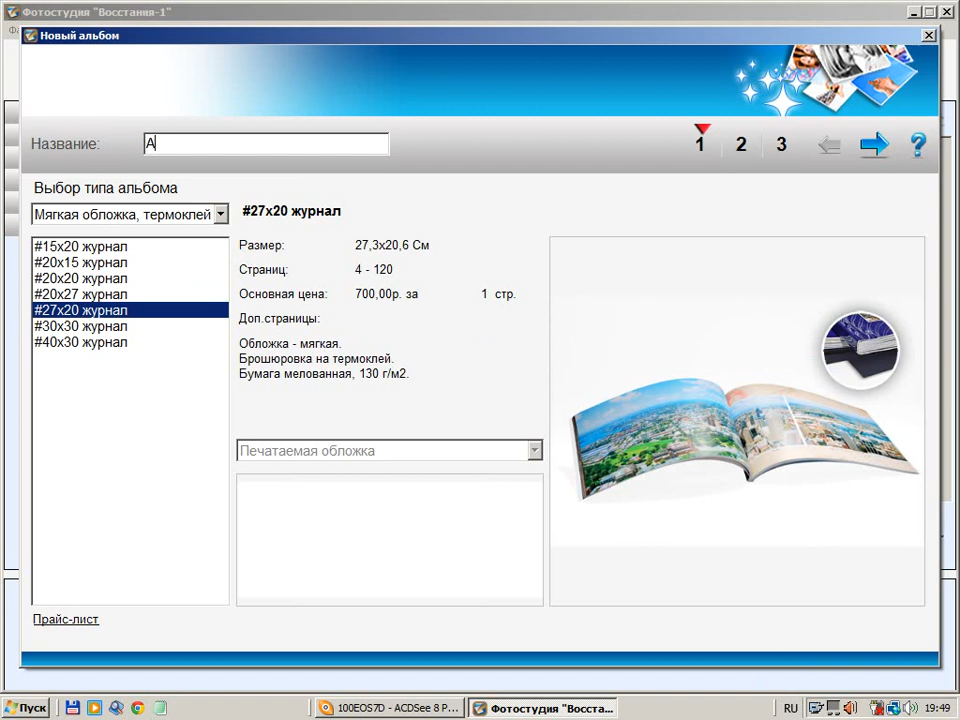 Фотостудия "Восстания-1"
Новый альбом
Название:
А
1 2 3
?
Выбор типа альбома
Мягкая обложка, термоклей
#15x20 журнал
#20x15 журнал
#20x20 журнал
#20x27 журнал
#27x20 журнал
#30x30 журнал
#40x30 журнал
Прайс-лист
#27x20 журнал
Размер: 27,3x20,6 См
Страниц: 4 - 120
Основная цена: 700,00р. за 1 стр.
Доп.страницы:
Обложка - мягкая.
Брошюровка на термоклей.
Бумага мелованная, 130 г/м2.
Печатаемая обложка
Пуск
100EOS7D - ACDSee 8 P...
Фотостудия "Восста...
RU
19:49